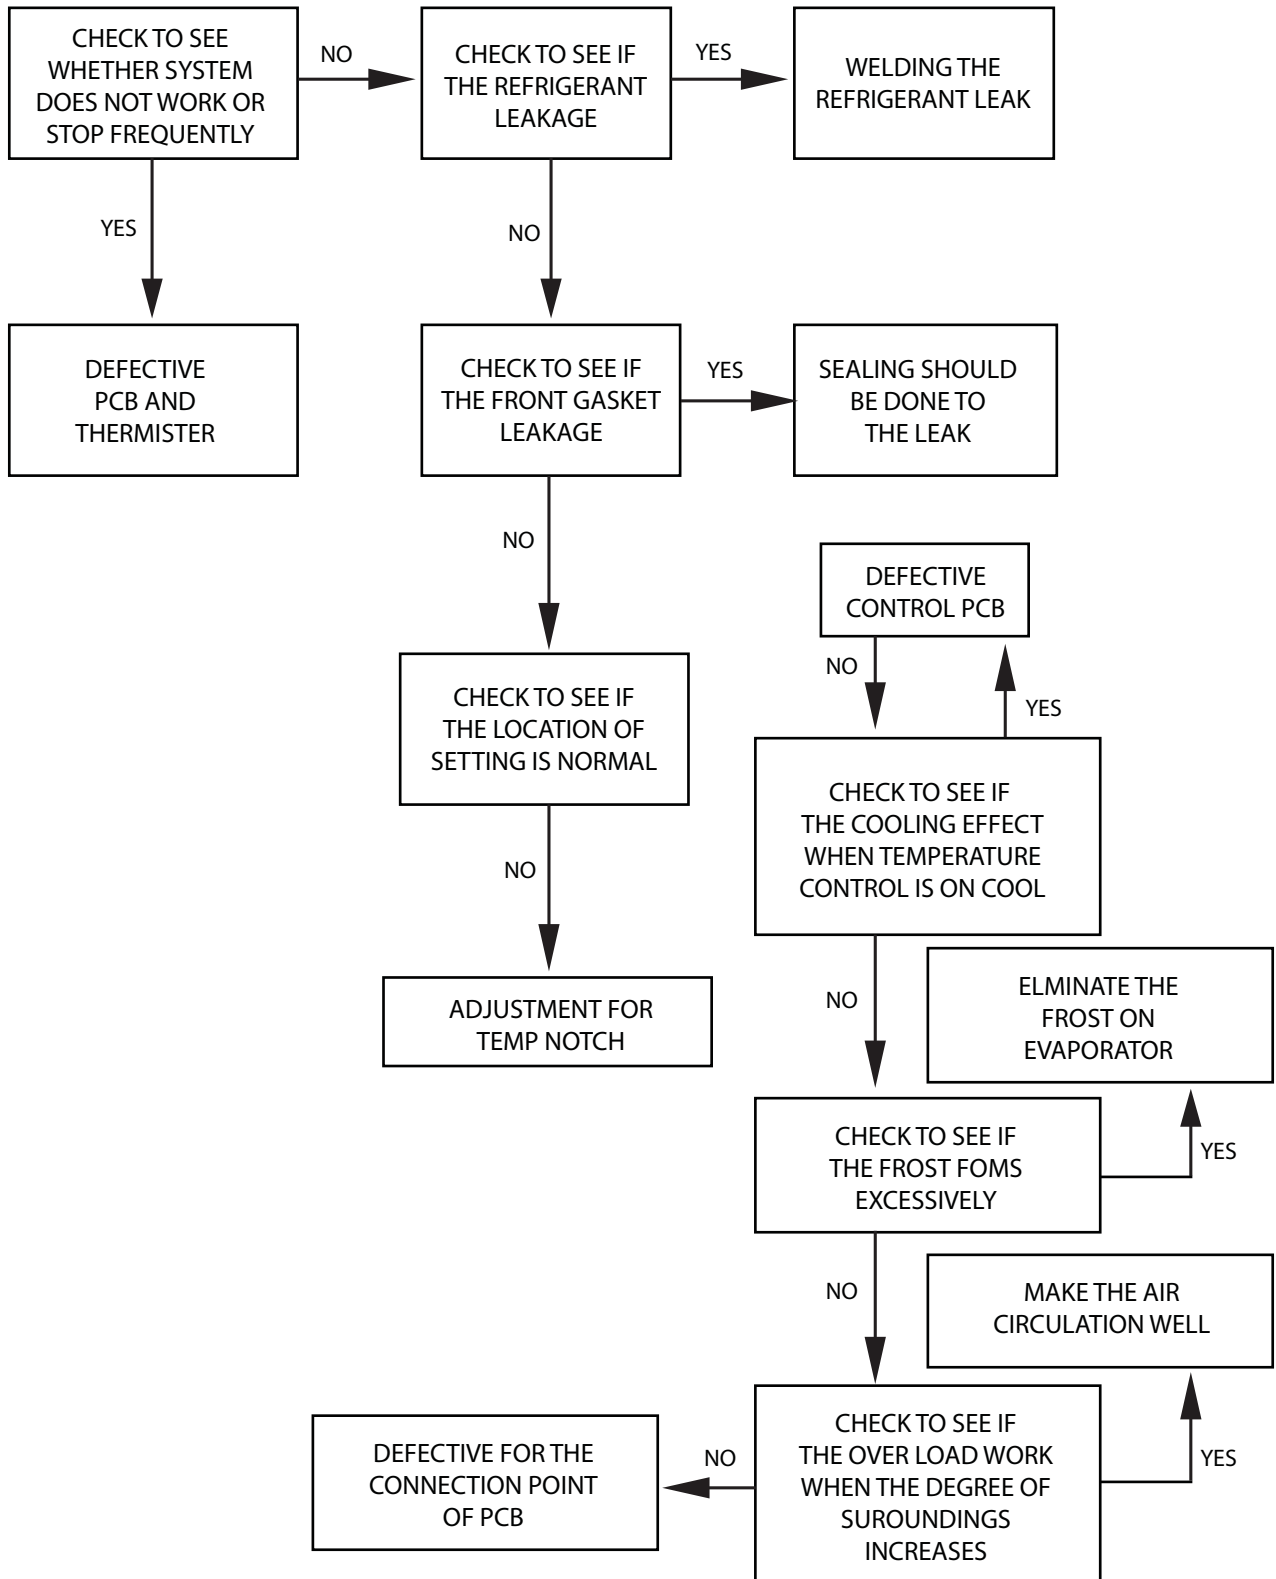 CHECK TO SEE
WHETHER SYSTEM
DOES NOT WORK OR
STOP FREQUENTLY
NO
CHECK TO SEE IF
THE REFRIGERANT
LEAKAGE
YES
WELDING THE
REFRIGERANT LEAK
YES
NO
DEFECTIVE
PCB AND
THERMISTER
CHECK TO SEE IF
THE FRONT GASKET
LEAKAGE
YES
SEALING SHOULD
BE DONE TO
THE LEAK
NO
CHECK TO SEE IF
THE LOCATION OF
SETTING IS NORMAL
NO
ADJUSTMENT FOR
TEMP NOTCH
DEFECTIVE
CONTROL PCB
NO
YES
CHECK TO SEE IF
THE COOLING EFFECT
WHEN TEMPERATURE
CONTROL IS ON COOL
NO
ELMINATE THE
FROST ON
EVAPORATOR
CHECK TO SEE IF
THE FROST FOMS
EXCESSIVELY
YES
NO
MAKE THE AIR
CIRCULATION WELL
CHECK TO SEE IF
THE OVER LOAD WORK
WHEN THE DEGREE OF
SUROUNDINGS
INCREASES
YES
NO
DEFECTIVE FOR THE
CONNECTION POINT
OF PCB